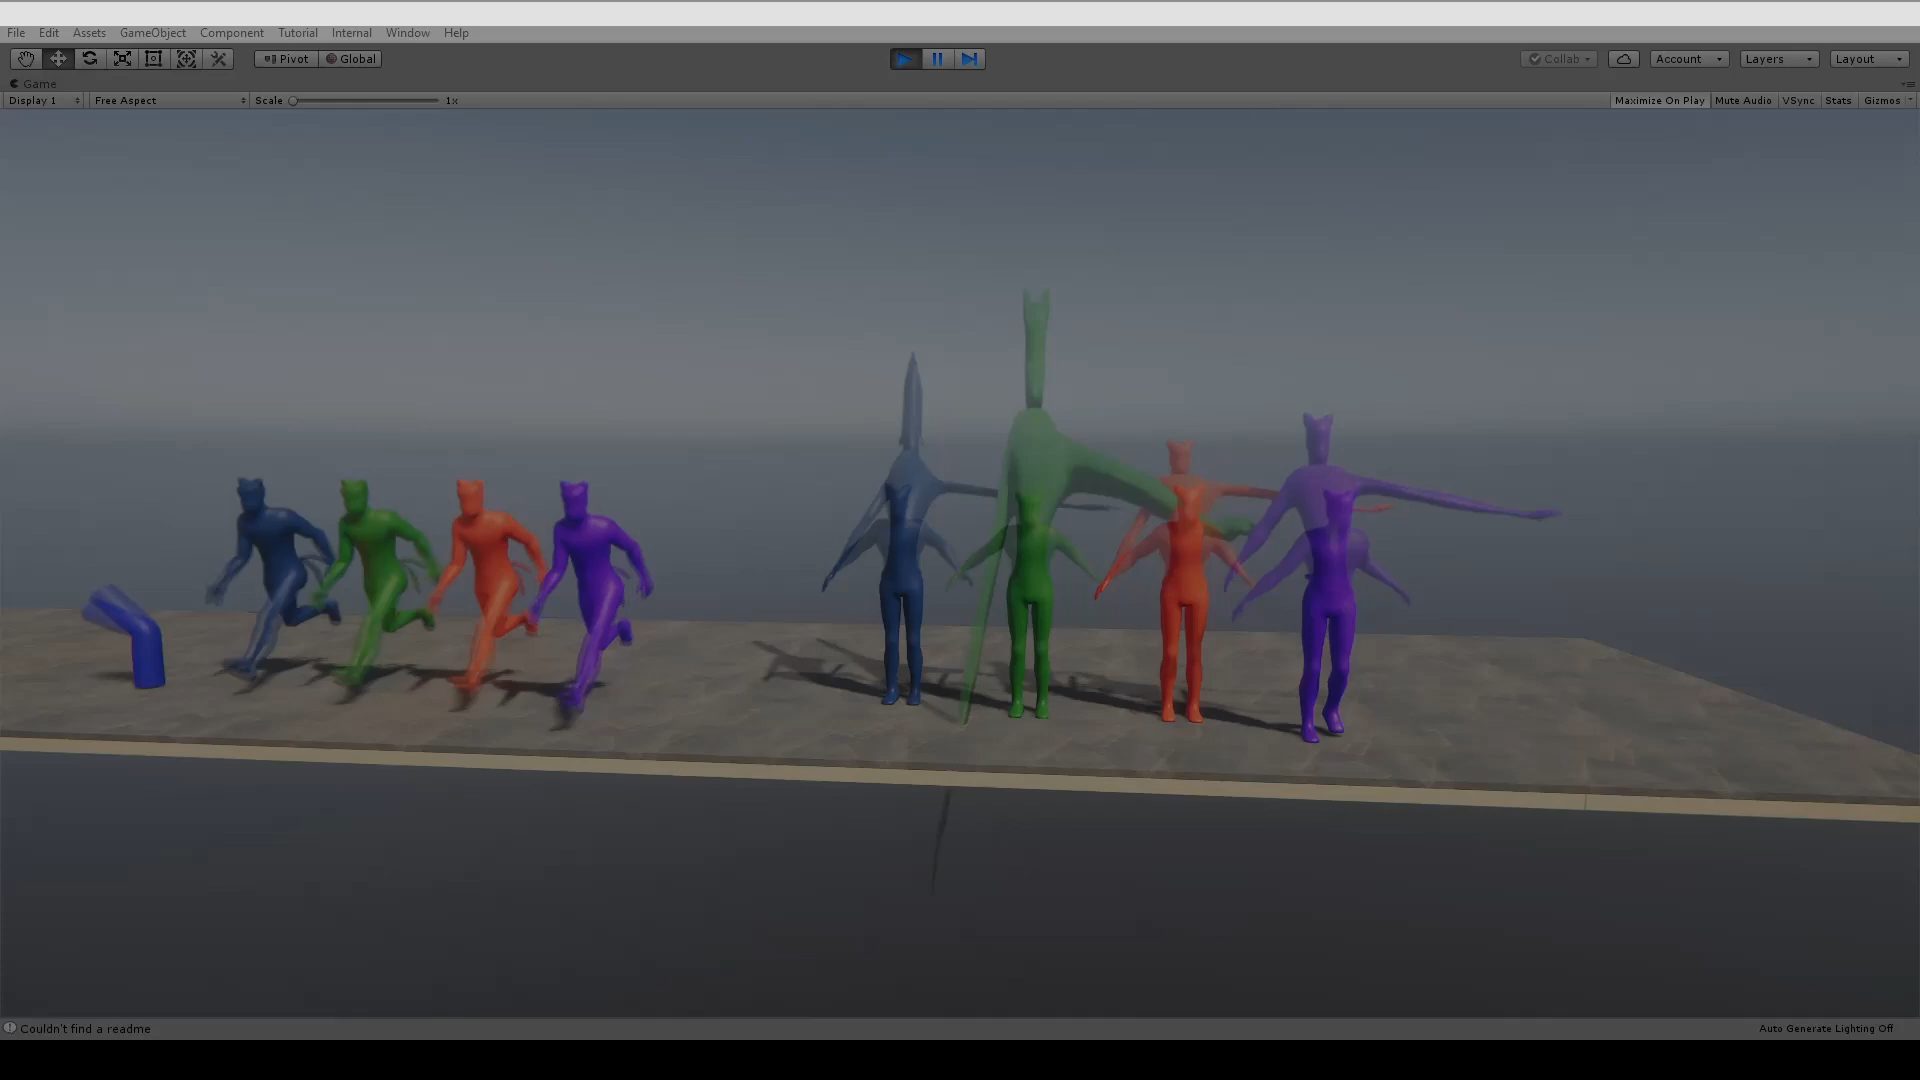 File Edit Assets GameObject Component Tutorial Internal Window Help
Pivot Global Collab Account Layers Layout
Game
Display 1 Free Aspect Scale 1x Maximize On Play Mute Audio VSync Stats Gizmos
Couldn't find a readme Auto Generate Lighting Off